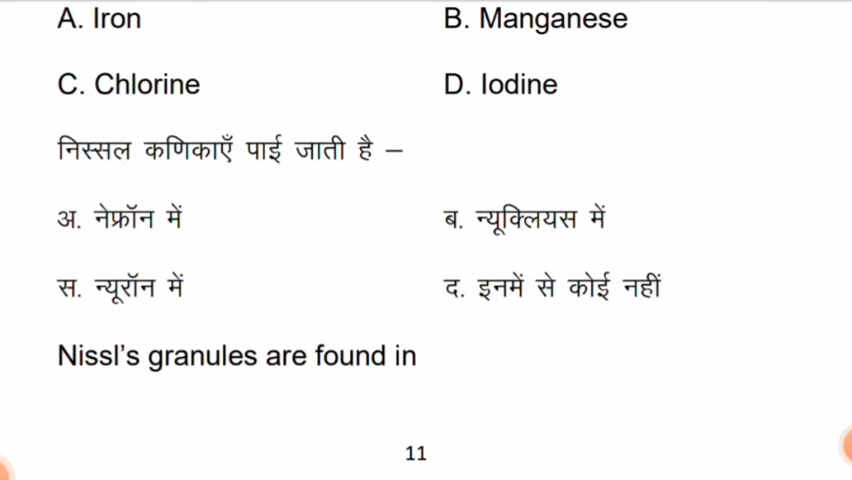 A. Iron B. Manganese
C. Chlorine D. Iodine
निस्सल कणिकाएँ पाई जाती है –
अ. नेफ्रॉन में ब. न्यूक्लियस में
स. न्यूरॉन में द. इनमें से कोई नहीं
Nissl’s granules are found in
11